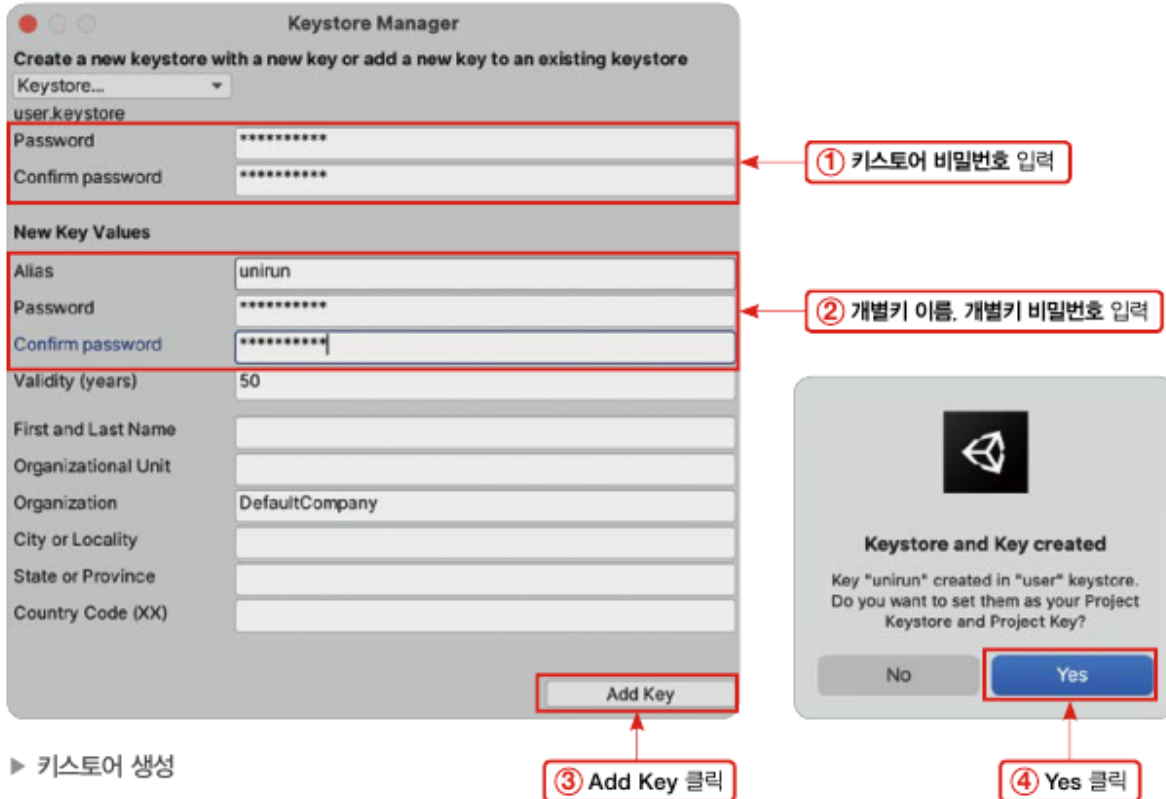 Keystore Manager
Create a new keystore with a new key or add a new key to an existing keystore
Keystore...
user.keystore
Password **********
Confirm password **********
① 키스토어 비밀번호 입력
New Key Values
Alias unirun
Password **********
Confirm password **********
② 개별키 이름, 개별키 비밀번호 입력
Validity (years) 50
First and Last Name
Organizational Unit
Organization DefaultCompany
City or Locality
State or Province
Country Code (XX)
Add Key
③ Add Key 클릭
Keystore and Key created
Key "unirun" created in "user" keystore.
Do you want to set them as your Project
Keystore and Project Key?
No
Yes
④ Yes 클릭
▶ 키스토어 생성